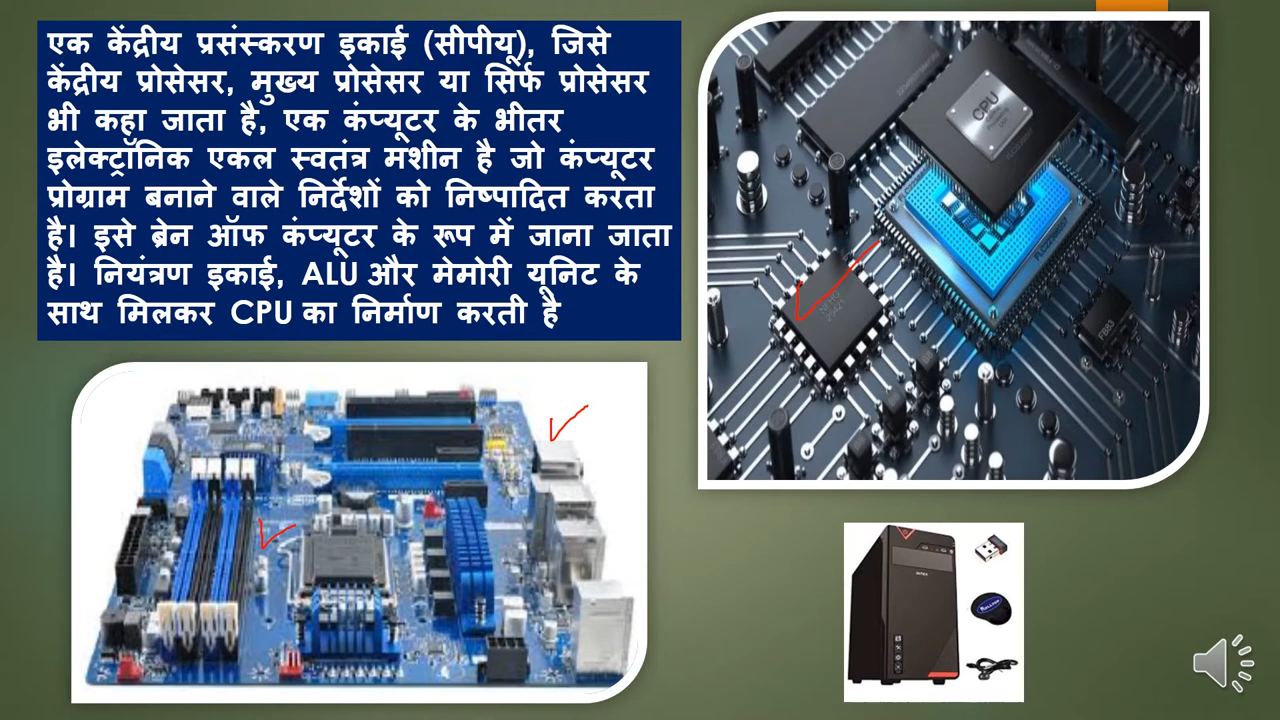 एक केंद्रीय प्रसंस्करण इकाई (सीपीयू), जिसे
केंद्रीय प्रोसेसर, मुख्य प्रोसेसर या सिर्फ प्रोसेसर
भी कहा जाता है, एक कंप्यूटर के भीतर
इलेक्ट्रॉनिक एकल स्वतंत्र मशीन है जो कंप्यूटर
प्रोग्राम बनाने वाले निर्देशों को निष्पादित करता
है। इसे ब्रेन ऑफ कंप्यूटर के रूप में जाना जाता
है। नियंत्रण इकाई, ALU और मेमोरी यूनिट के
साथ मिलकर CPU का निर्माण करती है
CPU
FB83